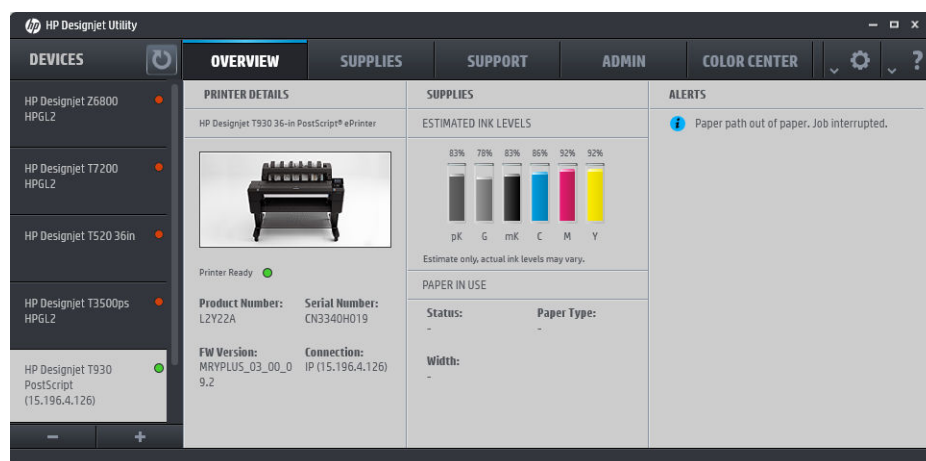 hp HP Designjet Utility
DEVICES
OVERVIEW
SUPPLIES
SUPPORT
ADMIN
COLOR CENTER
?
HP Designjet Z6800
HPGL2
HP Designjet T7200
HPGL2
HP Designjet T520 36in
HP Designjet T3500ps
HPGL2
HP Designjet T930
PostScript
(15.196.4.126)
PRINTER DETAILS
HP Designjet T930 36-in PostScript® ePrinter
Printer Ready
Product Number:
L2Y22A
Serial Number:
CN3340H019
FW Version:
MRYPLUS_03_00_0
9.2
Connection:
IP (15.196.4.126)
SUPPLIES
ESTIMATED INK LEVELS
83% 78% 83% 86% 92% 92%
pK G mK C M Y
Estimate only, actual ink levels may vary.
PAPER IN USE
Status:
-
Paper Type:
-
Width:
-
ALERTS
Paper path out of paper. Job interrupted.